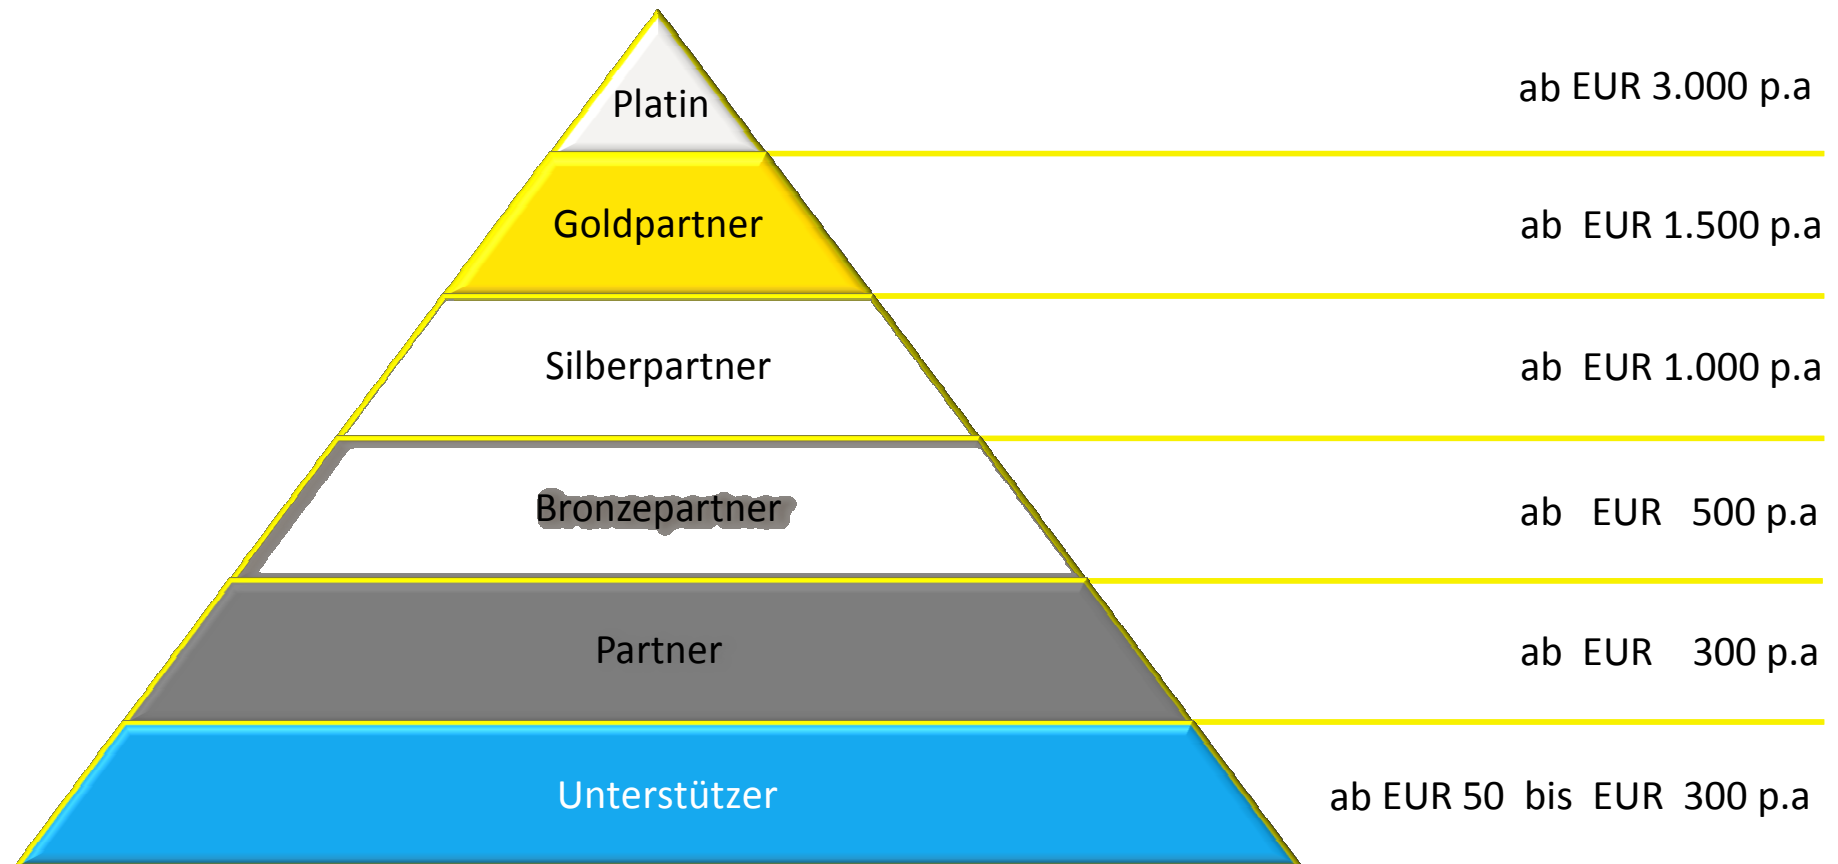 Platin ab EUR 3.000 p.a
Goldpartner ab EUR 1.500 p.a
Silberpartner ab EUR 1.000 p.a
Bronzepartner ab EUR 500 p.a
Partner ab EUR 300 p.a
Unterstützer ab EUR 50 bis EUR 300 p.a